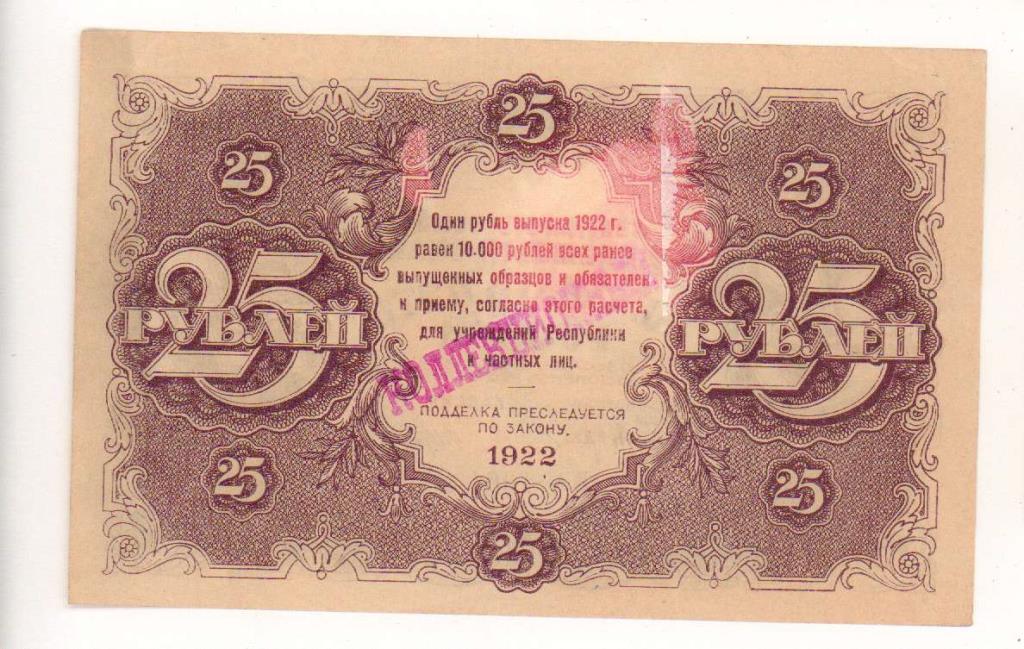 25
25
25
Один рубль выпуска 1922 г.
равен 10.000 рублей всех ранее
выпущенных образцов и обязателен
к приему, согласно этого расчета,
для учреждений Республики
и частных лиц.
25
РУБЛЕЙ
25
РУБЛЕЙ
ПОДДЕЛКА ПРЕСЛЕДУЕТСЯ
ПО ЗАКОНУ.
1922
25
25
25